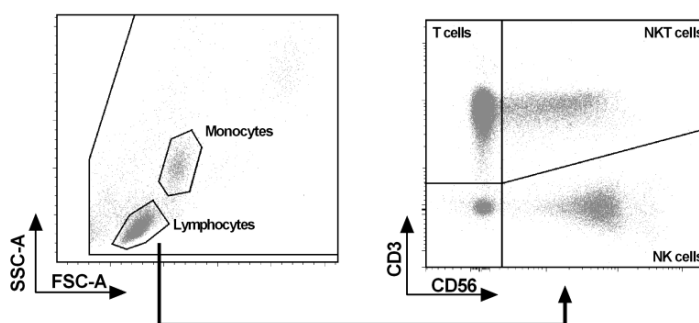 T cells
NKT cells
Monocytes
Lymphocytes
SSC-A
FSC-A
CD3
CD56
NK cells